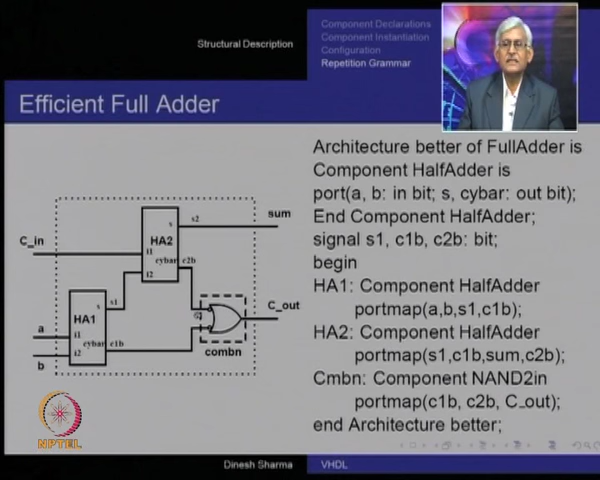 Structural Description
Component Declarations
Component Instantiation
Configuration
Repetition Grammar
Efficient Full Adder
Architecture better of FullAdder is
Component HalfAdder is
port(a, b: in bit; s, cybar: out bit);
End Component HalfAdder;
signal s1, c1b, c2b: bit;
begin
HA1: Component HalfAdder
portmap(a,b,s1,c1b);
HA2: Component HalfAdder
portmap(s1,c1b,sum,c2b);
Cmbn: Component NAND2in
portmap(c1b, c2b, C_out);
end Architecture better;
s
s2
sum
HA2
C_in
i1
cybar
c2b
i2
s
s1
C_out
HA1
a
i1
cybar
c1b
i2
combn
b
NPTEL
Dinesh Sharma
VHDL